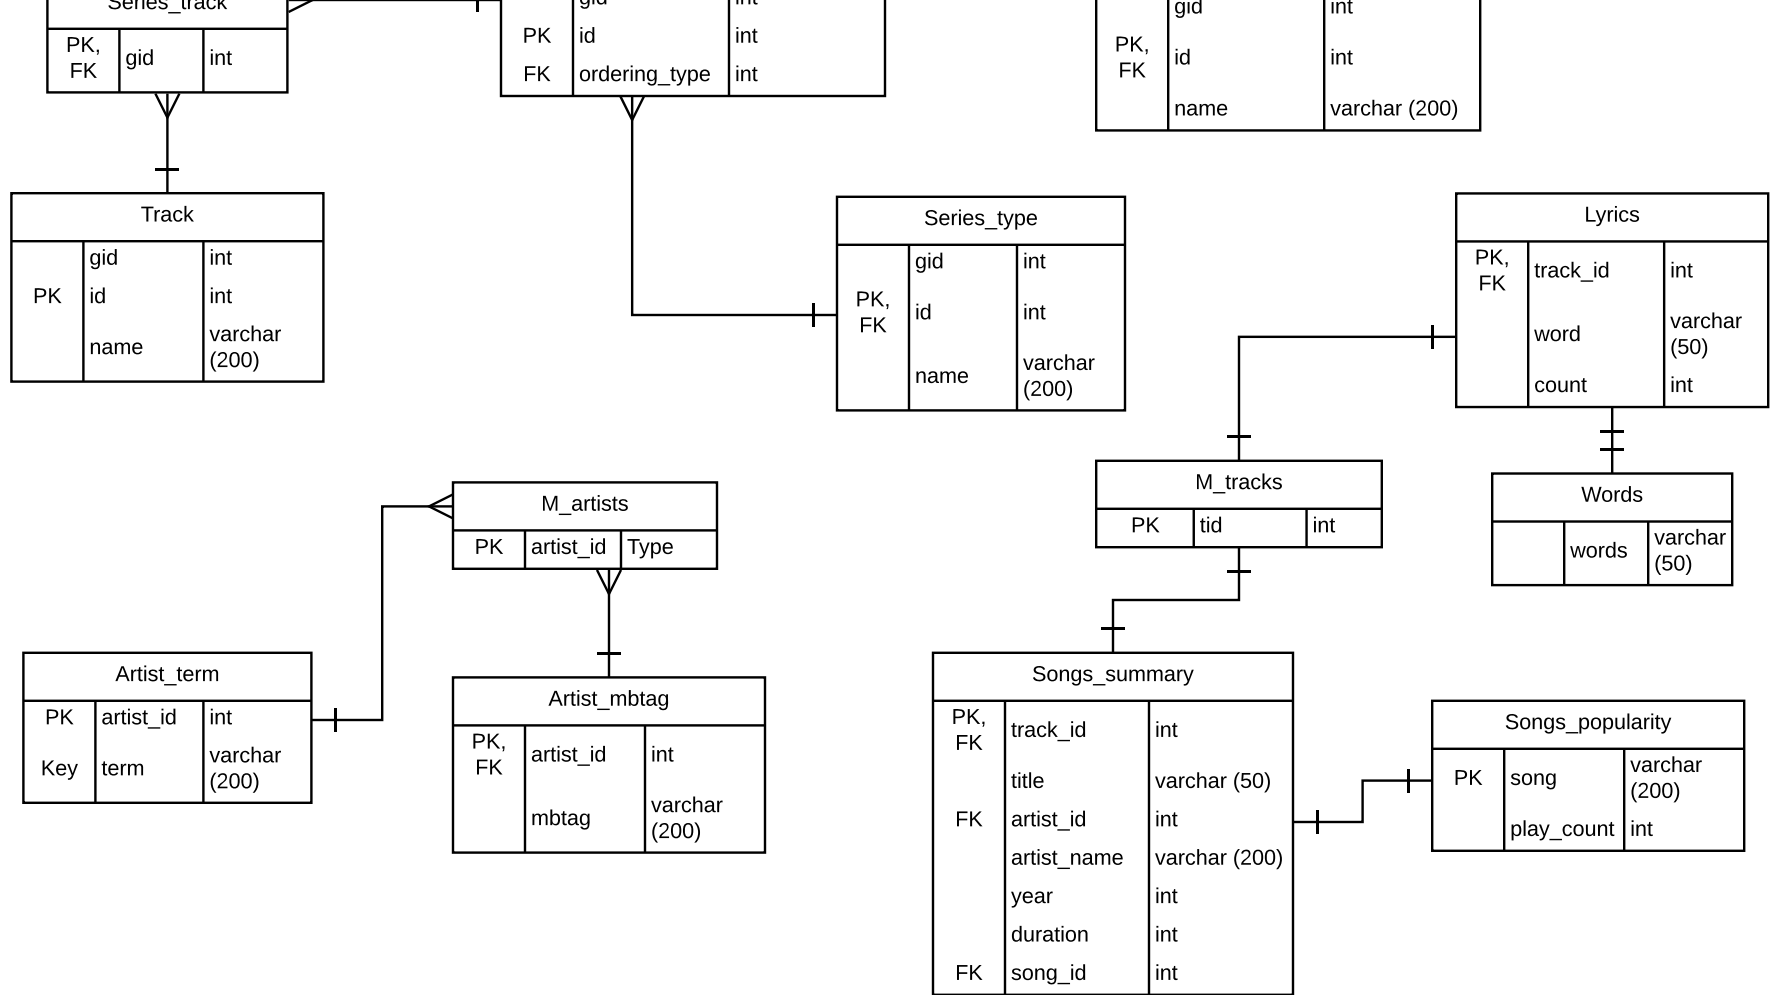 Series_track
PK,
FK
gid
int
gid
int
PK
id
int
FK
ordering_type
int
gid
int
PK,
FK
id
int
name
varchar (200)
Track
gid
int
PK
id
int
name
varchar
(200)
Series_type
gid
int
PK,
FK
id
int
name
varchar
(200)
Lyrics
PK,
FK
track_id
int
word
varchar
(50)
count
int
M_artists
PK
artist_id
Type
M_tracks
PK
tid
int
Words
words
varchar
(50)
Artist_term
PK
artist_id
int
Key
term
varchar
(200)
Artist_mbtag
PK,
FK
artist_id
int
mbtag
varchar
(200)
Songs_summary
PK,
FK
track_id
int
title
varchar (50)
FK
artist_id
int
artist_name
varchar (200)
year
int
duration
int
FK
song_id
int
Songs_popularity
PK
song
varchar
(200)
play_count
int